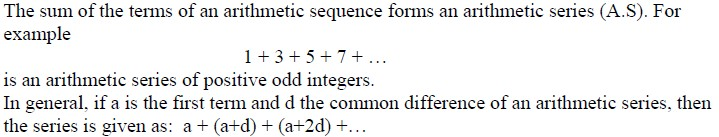 The sum of the terms of an arithmetic sequence forms an arithmetic series (A.S). For
example
1 + 3 + 5 + 7 + ...
is an arithmetic series of positive odd integers.
In general, if a is the first term and d the common difference of an arithmetic series, then
the series is given as: a + (a+d) + (a+2d) +...